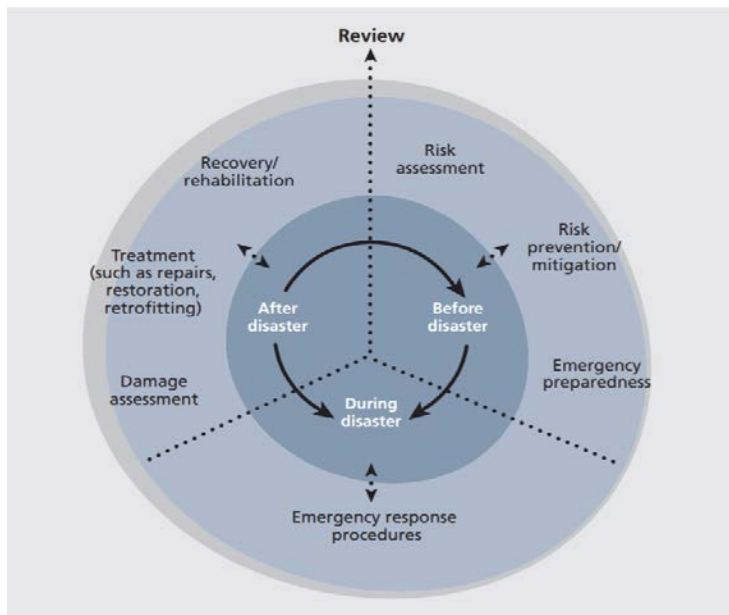 Review
Risk
assessment
Risk
prevention/
mitigation
Emergency
preparedness
Before
disaster
During
disaster
Emergency response
procedures
After
disaster
Damage
assessment
Treatment
(such as repairs,
restoration,
retrofitting)
Recovery/
rehabilitation